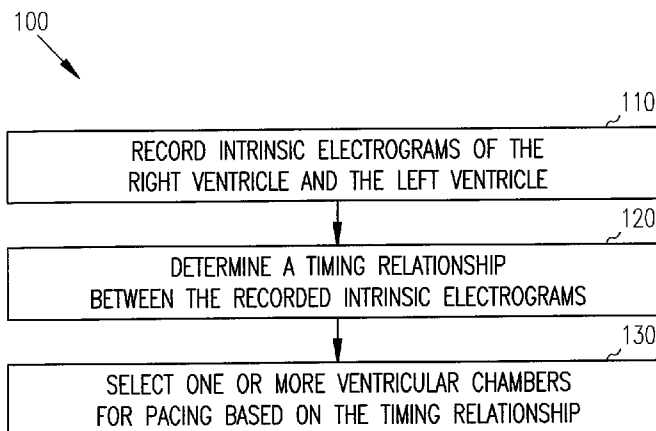 100
110
RECORD INTRINSIC ELECTROGRAMS OF THE
RIGHT VENTRICLE AND THE LEFT VENTRICLE
120
DETERMINE A TIMING RELATIONSHIP
BETWEEN THE RECORDED INTRINSIC ELECTROGRAMS
130
SELECT ONE OR MORE VENTRICULAR CHAMBERS
FOR PACING BASED ON THE TIMING RELATIONSHIP